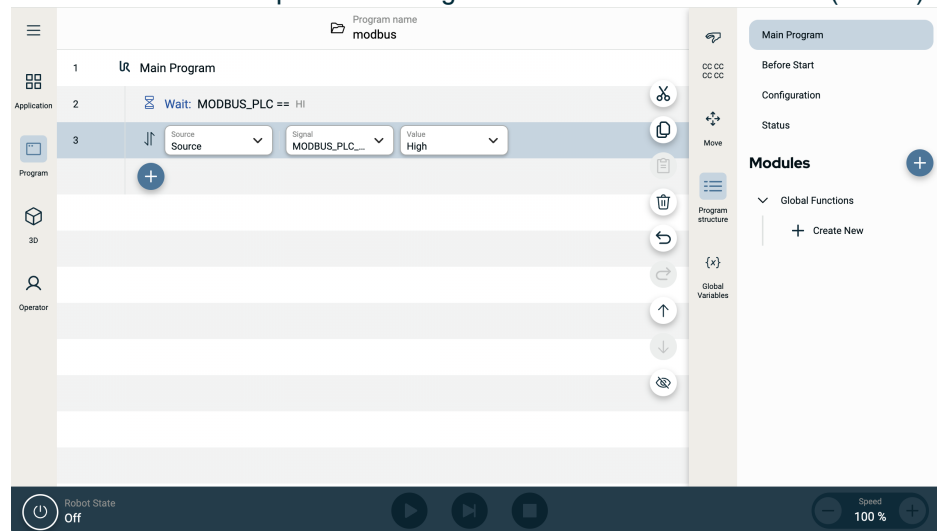 Program name
modbus
Application
Program
3D
Operator
1 Main Program
2 Wait: MODBUS_PLC == HI
3 Source Source Signal MODBUS_PLC_... Value High
CC CC
CC CC
Move
Program
structure
{x}
Global
Variables
Main Program
Before Start
Configuration
Status
Modules
Global Functions
Create New
Robot State
Off
Speed
100 %